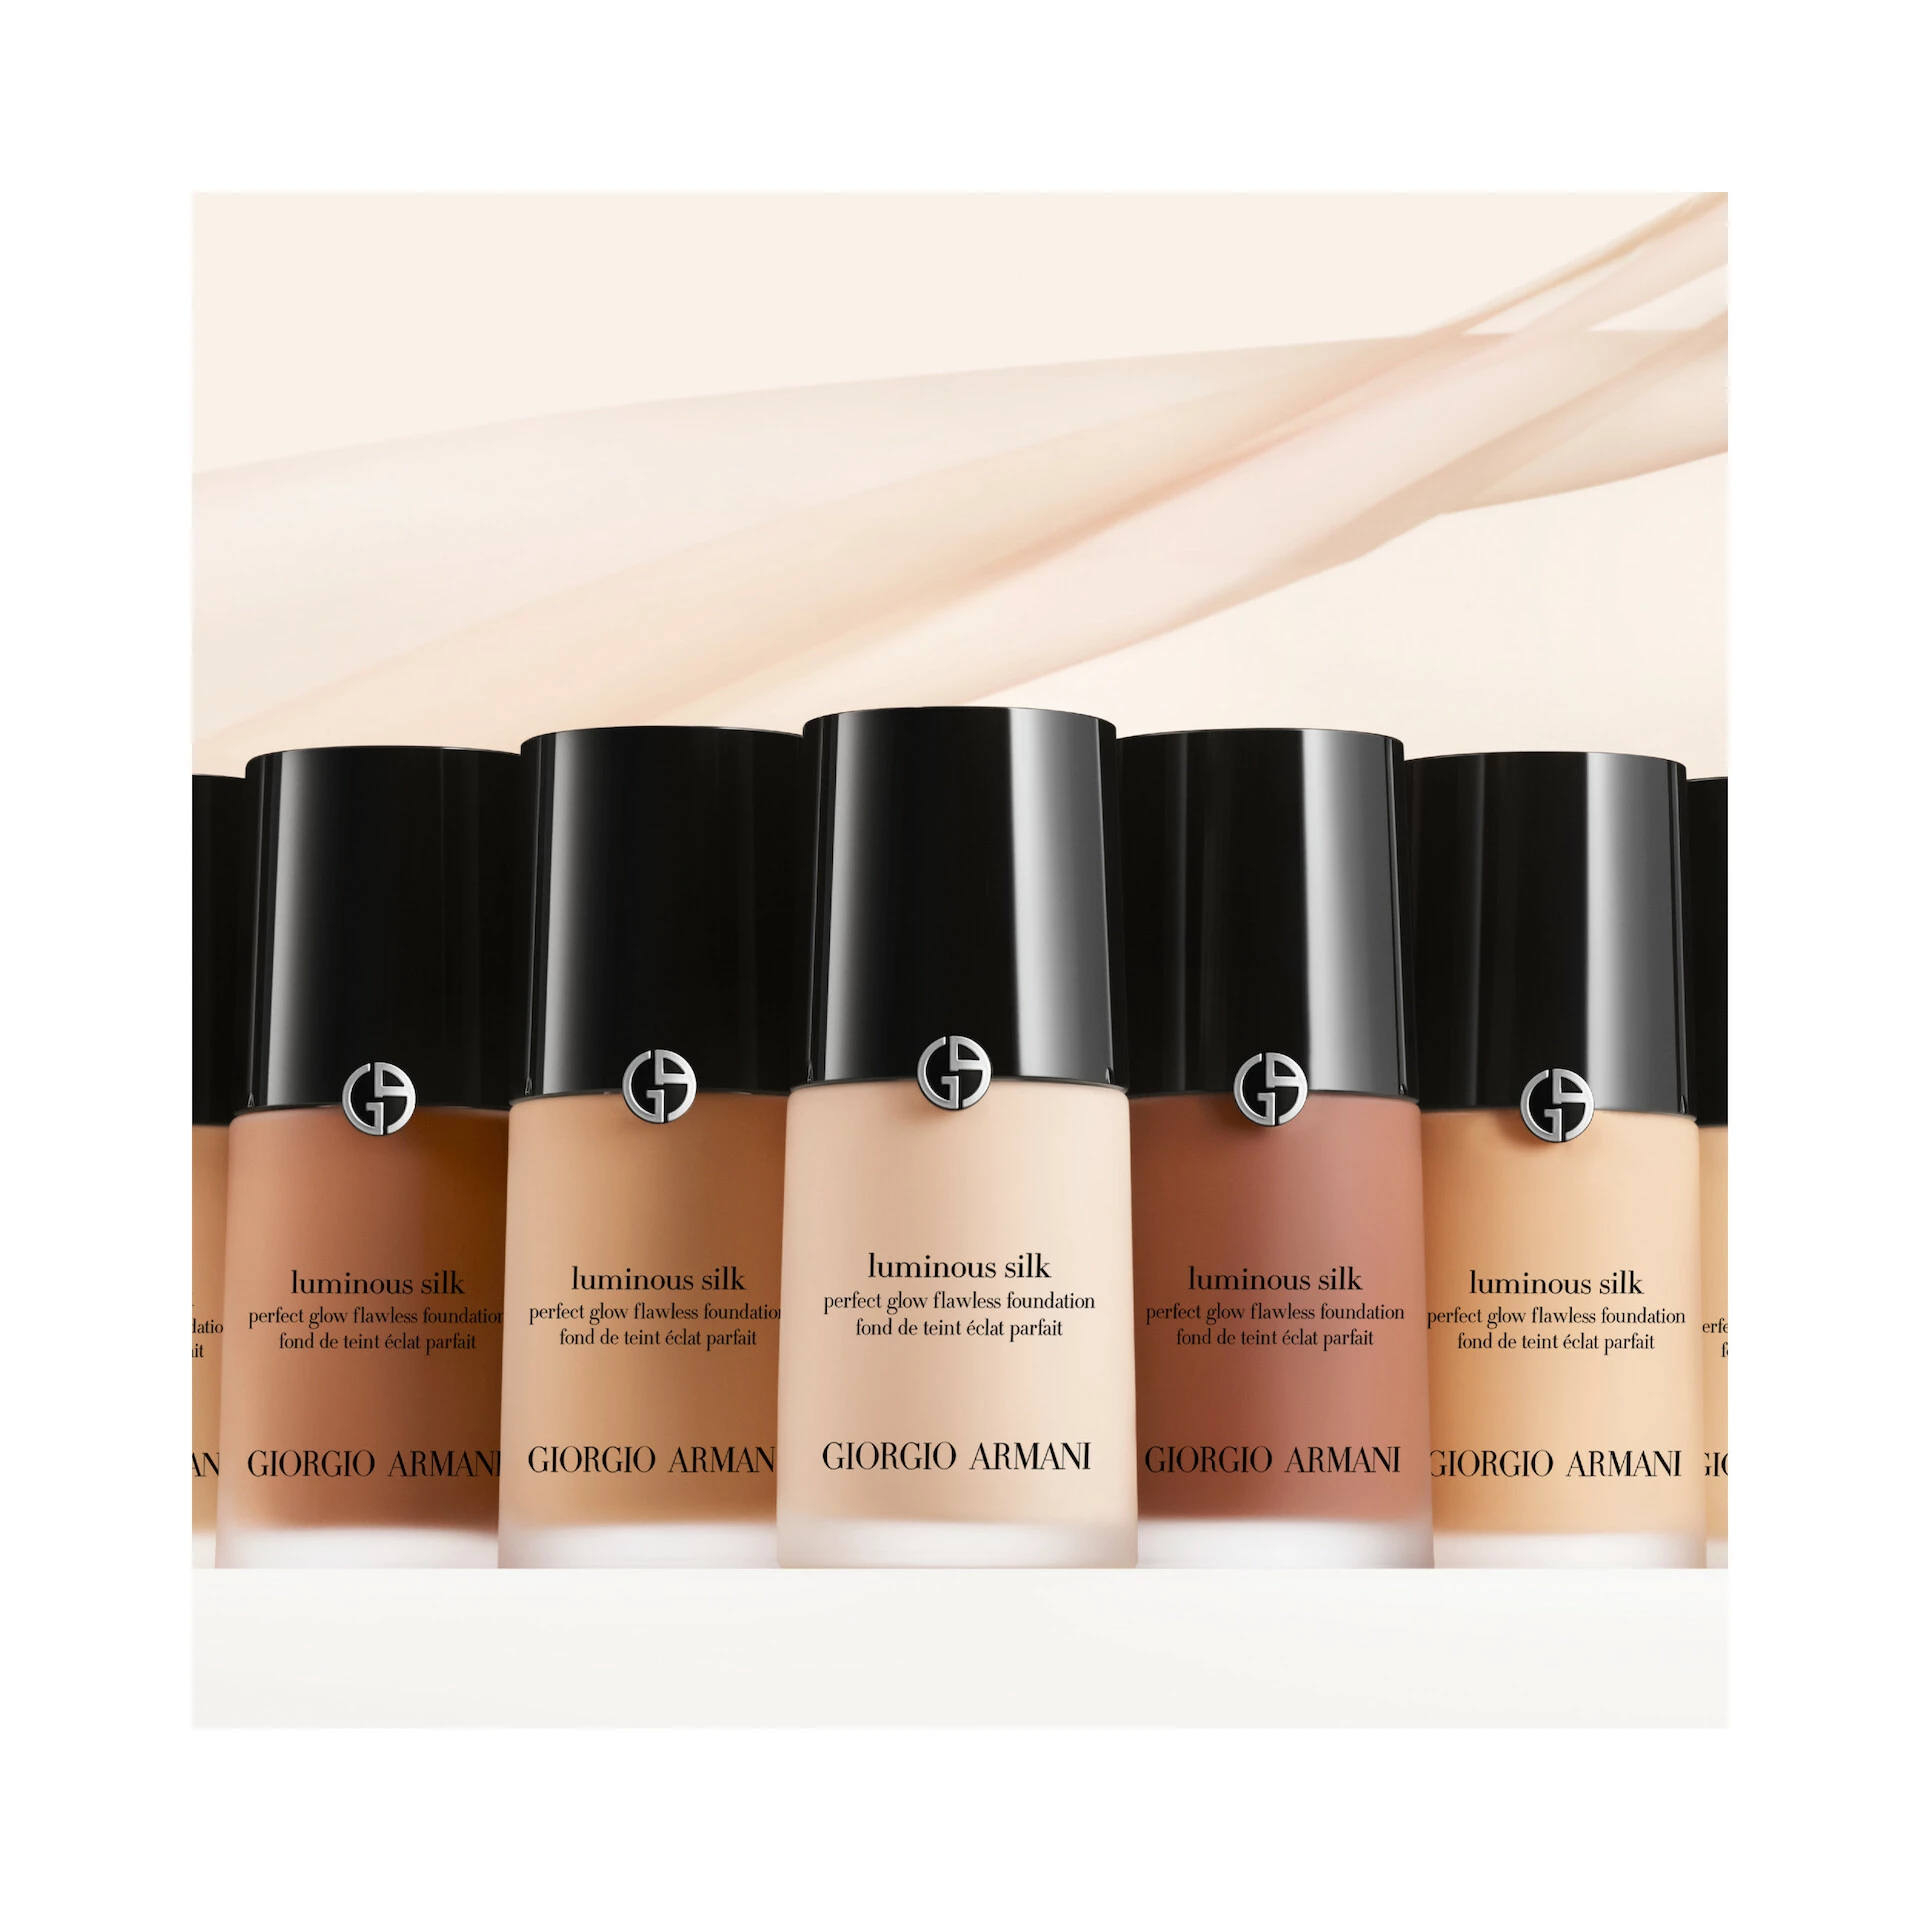 luminous silk
perfect glow flawless foundation
fond de teint éclat parfait
GIORGIO ARMANI
luminous silk
perfect glow flawless foundation
fond de teint éclat parfait
GIORGIO ARMANI
luminous silk
perfect glow flawless foundation
fond de teint éclat parfait
GIORGIO ARMANI
luminous silk
perfect glow flawless foundation
fond de teint éclat parfait
GIORGIO ARMANI
luminous silk
perfect glow flawless foundation
fond de teint éclat parfait
GIORGIO ARMANI